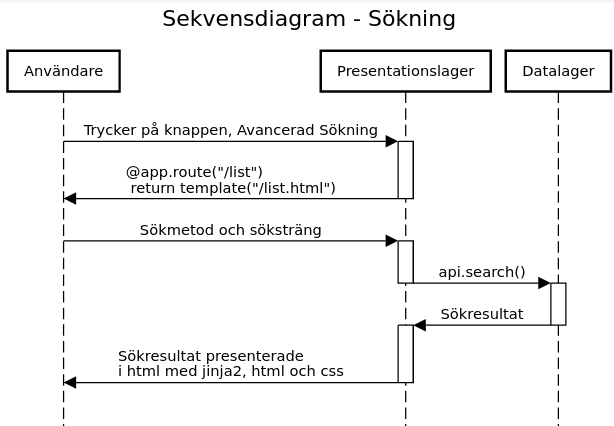 Sekvensdiagram - Sökning
Användare
Presentationslager
Datalager
Trycker på knappen, Avancerad Sökning
@app.route("/list")
return template("/list.html")
Sökmetod och söksträng
api.search()
Sökresultat
Sökresultat presenterade
i html med jinja2, html och css